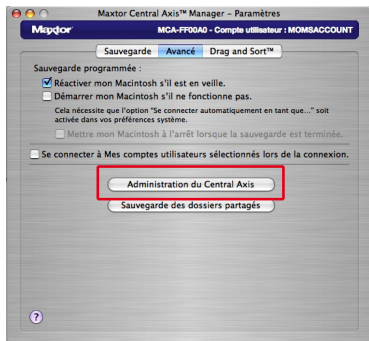 Maxtor Central Axis™ Manager – Paramètres
Maxtor
MCA-FF00A0 - Compte utilisateur : MOMSACCOUNT
Sauvegarde Avancé Drag and Sort™
Sauvegarde programmée :
Réactiver mon Macintosh s'il est en veille.
Démarrer mon Macintosh s'il ne fonctionne pas.
Cela nécessite que l'option "Se connecter automatiquement en tant que..." soit
activée dans vos préférences système.
Mettre mon Macintosh à l'arrêt lorsque la sauvegarde est terminée.
Se connecter à Mes comptes utilisateurs sélectionnés lors de la connexion.
Administration du Central Axis
Sauvegarde des dossiers partagés
?